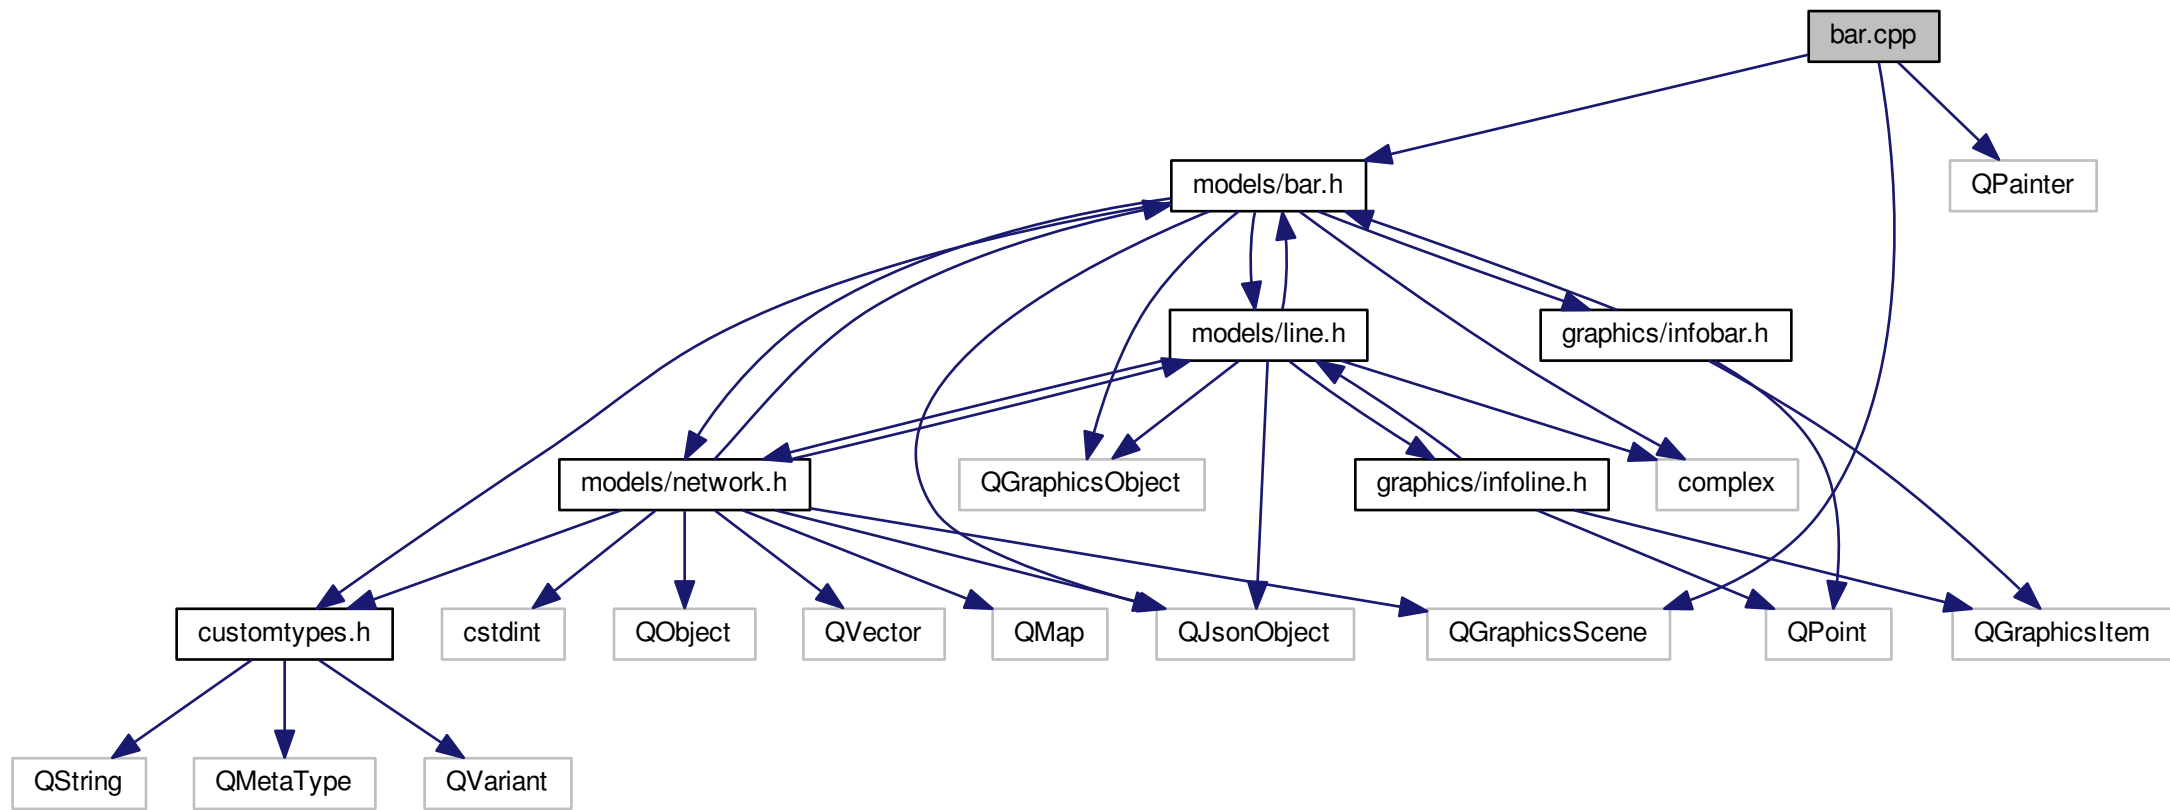 bar.cpp
models/bar.h
QPainter
models/line.h
graphics/infobar.h
models/network.h
QGraphicsObject
graphics/infoline.h
complex
customtypes.h
cstdint
QObject
QVector
QMap
QJsonObject
QGraphicsScene
QPoint
QGraphicsItem
QString
QMetaType
QVariant